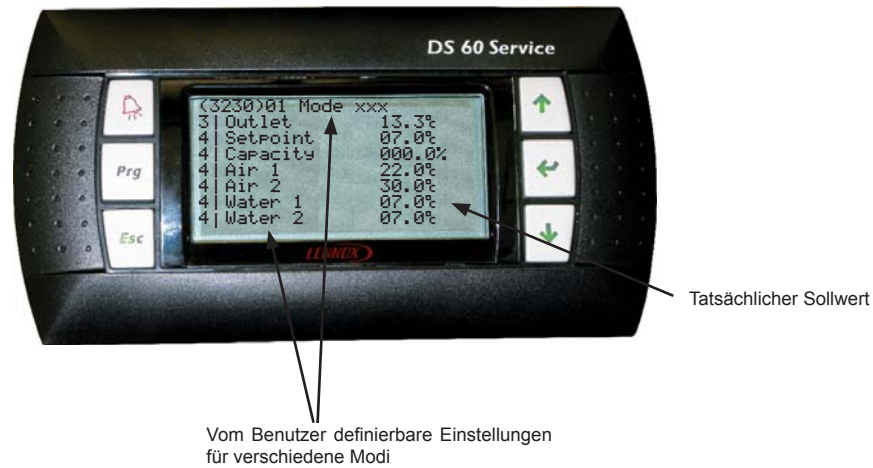 DS 60 Service
Prg
Esc
(3230)01 Mode xxx
3|Outlet 13.3℃
4|Setpoint 07.0℃
4|Capacity 000.0%
4|Air 1 22.0℃
4|Air 2 30.0℃
4|Water 1 07.0℃
4|Water 2 07.0℃
LENNOX
Tatsächlicher Sollwert
Vom Benutzer definierbare Einstellungen
für verschiedene Modi